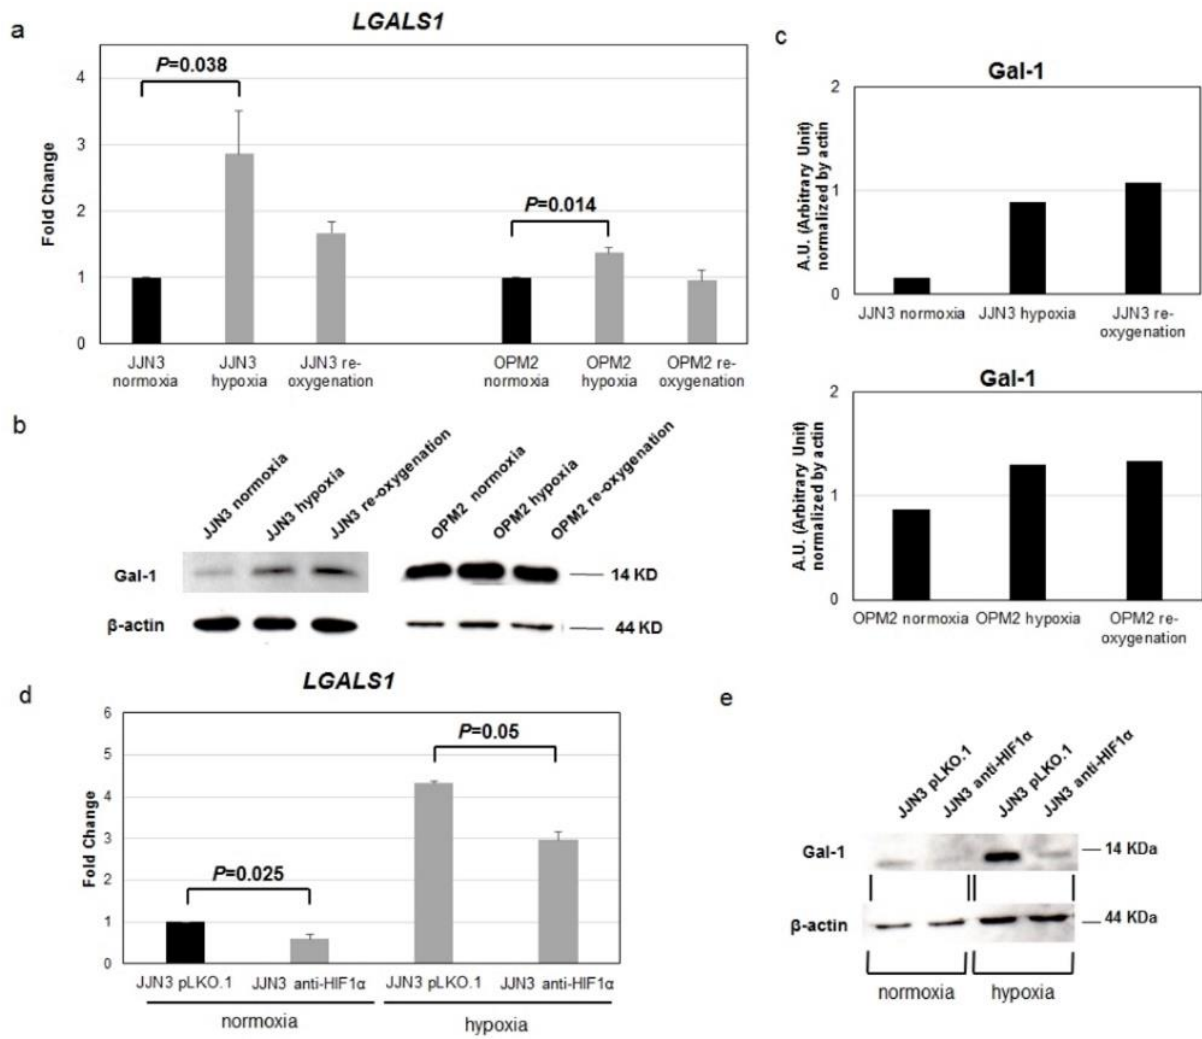 a
LGALS1
P=0.038
P=0.014
Fold Change
4
3
2
1
0
JJN3
normoxia
JJN3
hypoxia
JJN3 re-
oxygenation
OPM2
normoxia
OPM2
hypoxia
OPM2 re-
oxygenation
b
JJN3 normoxia
JJN3 hypoxia
JJN3 re-oxygenation
OPM2 normoxia
OPM2 hypoxia
OPM2 re-oxygenation
Gal-1
14 KD
β-actin
44 KD
c
Gal-1
A.U. (Arbitrary Unit)
normalized by actin
2
1
0
JJN3 normoxia
JJN3 hypoxia
JJN3 re-
oxygenation
Gal-1
A.U. (Arbitrary Unit)
normalized by actin
2
1
0
OPM2 normoxia
OPM2 hypoxia
OPM2 re-
oxygenation
d
LGALS1
P=0.05
P=0.025
Fold Change
6
5
4
3
2
1
0
JJN3 pLKO.1
JJN3 anti-HIF1α
JJN3 pLKO.1
JJN3 anti-HIF1α
normoxia
hypoxia
e
JJN3 pLKO.1
JJN3 anti-HIF1α
JJN3 pLKO.1
JJN3 anti-HIF1α
Gal-1
14 KDa
β-actin
44 KDa
normoxia
hypoxia